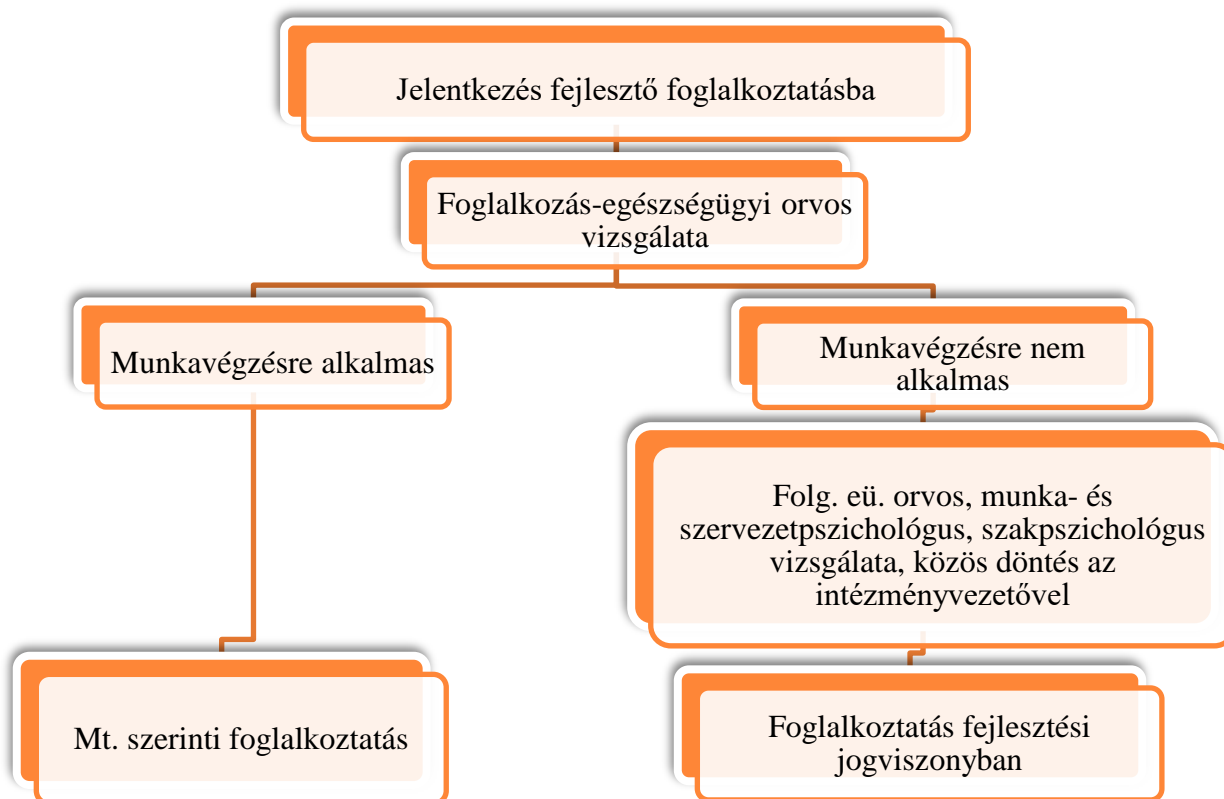 Jelentkezés fejlesztő foglalkoztatásba
Foglalkozás-egészségügyi orvos
vizsgálata
Munkavégzésre alkalmas
Munkavégzésre nem
alkalmas
Folg. eü. orvos, munka- és
szervezetpszichológus, szakpszichológus
vizsgálata, közös döntés az
intézményvezetővel
Mt. szerinti foglalkoztatás
Foglalkoztatás fejlesztési
jogviszonyban